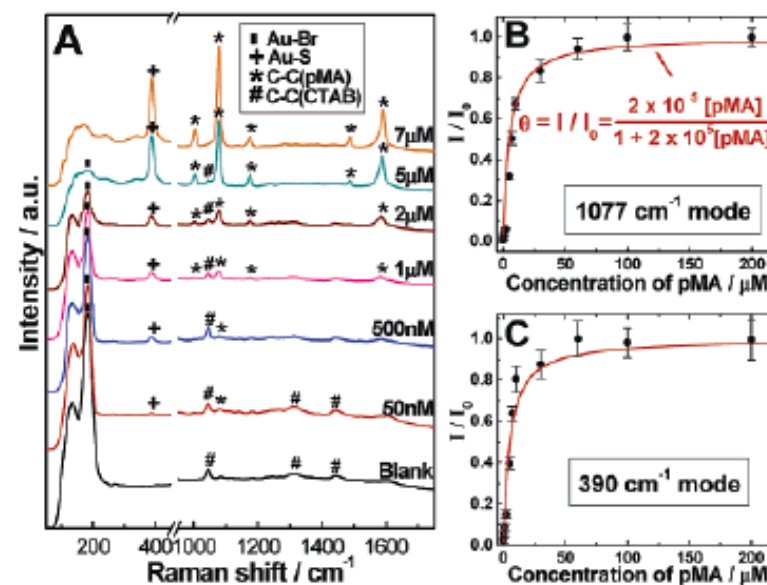 A
Au-Br
Au-S
C-C(pMA)
C-C(CTAB)
7μM
5μM
2μM
1μM
500nM
50nM
Blank
Intensity / a.u.
200 400 1000 1200 1400 1600
Raman shift / cm⁻¹
B
I / I₀
1.0
0.8
0.6
0.4
0.2
0.0
θ = I / I₀ = 2 x 10⁵ [pMA] / 1 + 2 x 10⁵[pMA]
1077 cm⁻¹ mode
0 50 100 150 200
Concentration of pMA / μM
C
I / I₀
1.0
0.8
0.6
0.4
0.2
0.0
390 cm⁻¹ mode
0 50 100 150 200
Concentration of pMA / μM